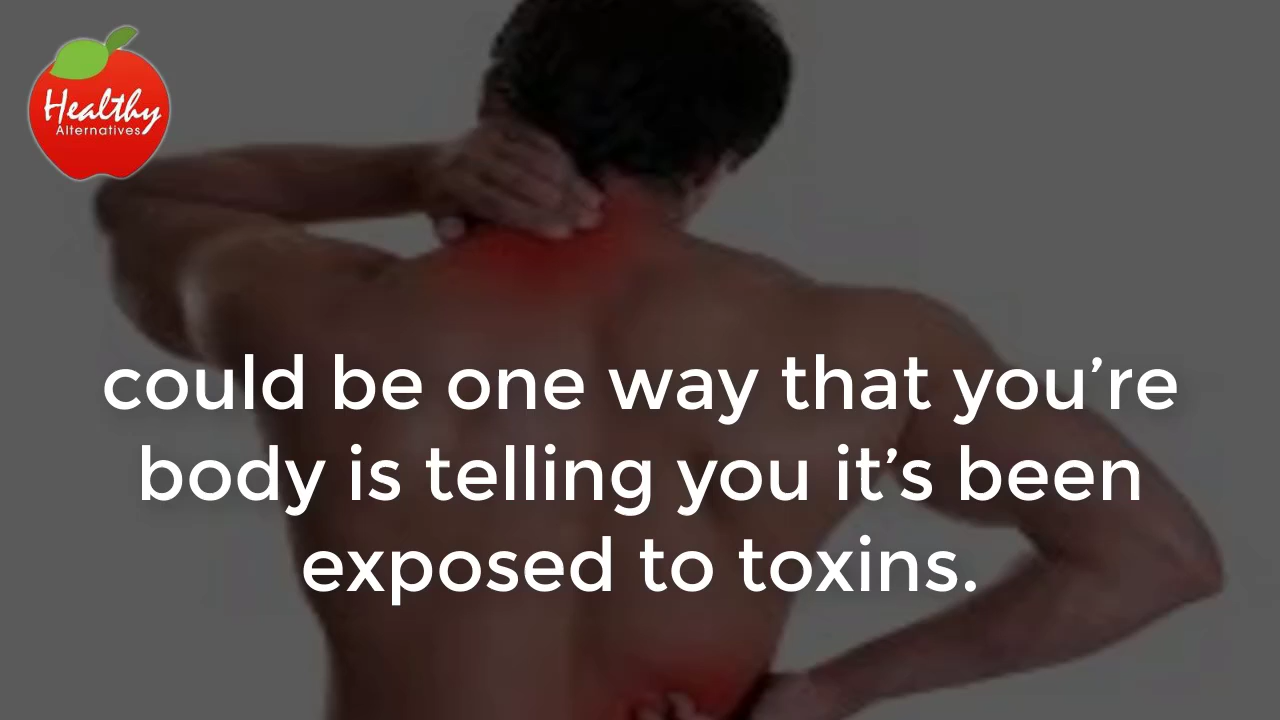 Healthy
Alternatives
could be one way that you’re
body is telling you it’s been
exposed to toxins.